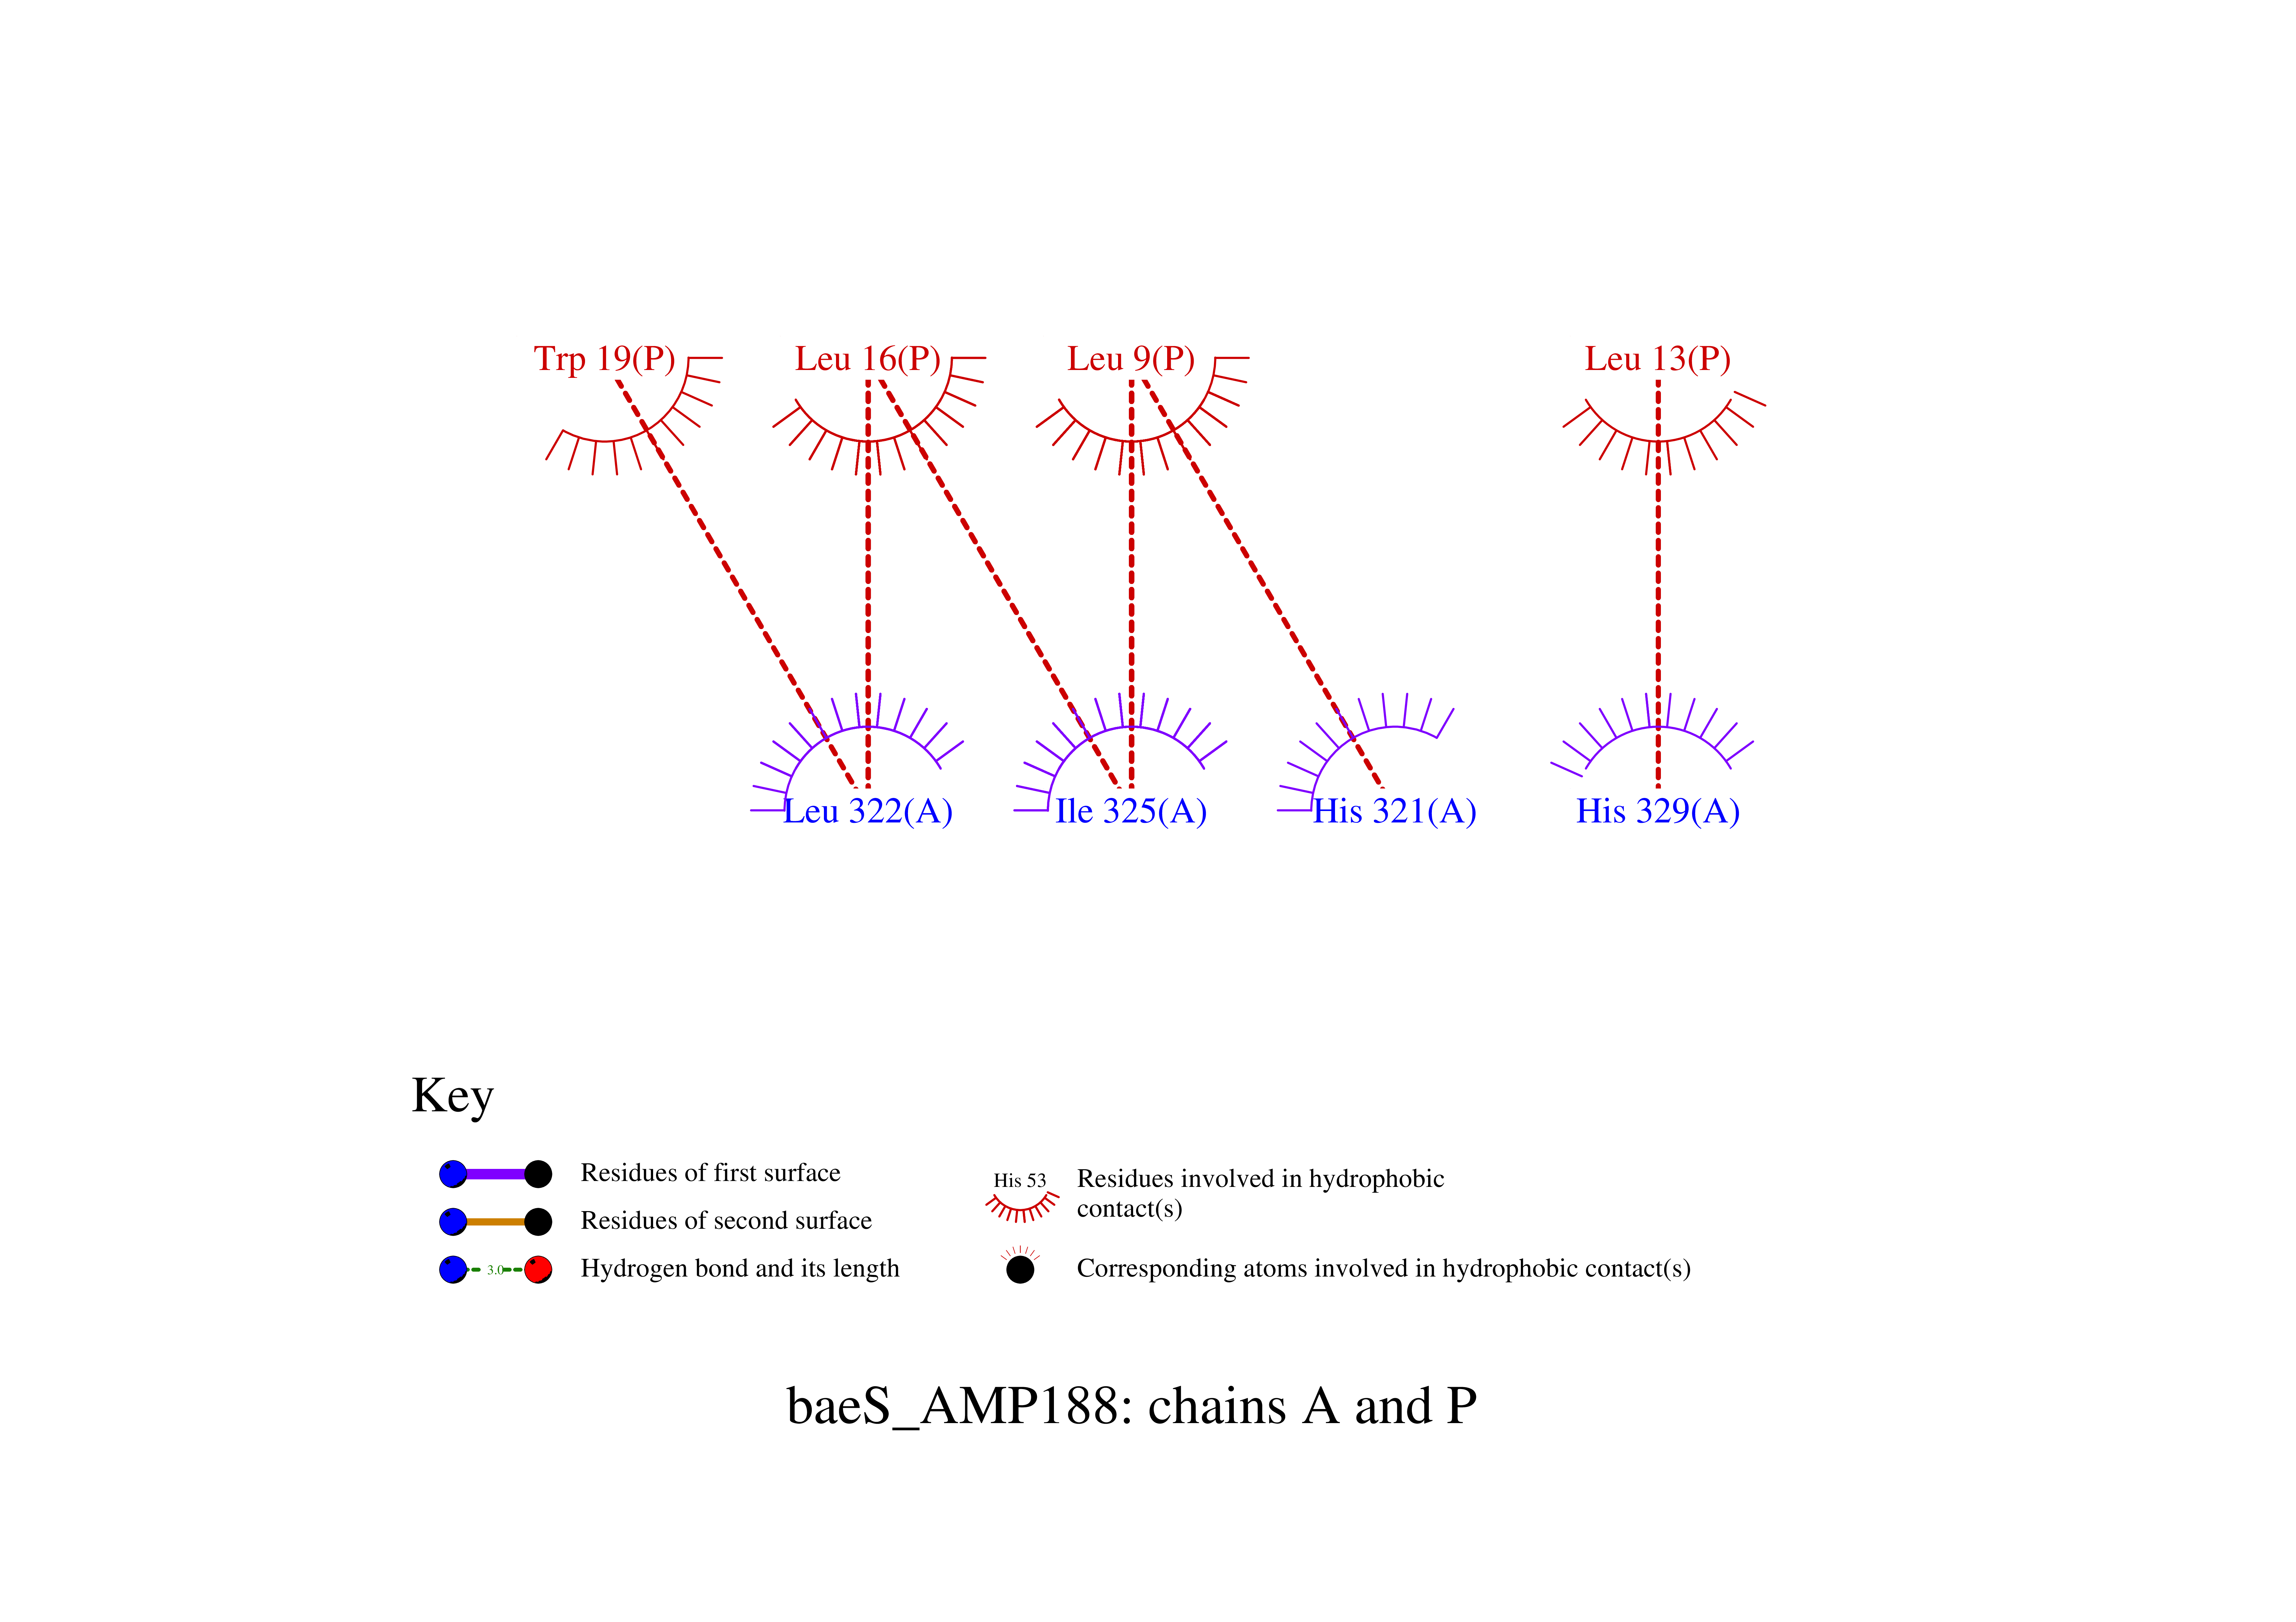 Trp 19(P) Leu 16(P) Leu 9(P) Leu 13(P)
Leu 322(A) Ile 325(A) His 321(A) His 329(A)
Key
Residues of first surface
Residues of second surface
3.0 Hydrogen bond and its length
His 53 Residues involved in hydrophobic
contact(s)
Corresponding atoms involved in hydrophobic contact(s)
baeS_AMP188: chains A and P